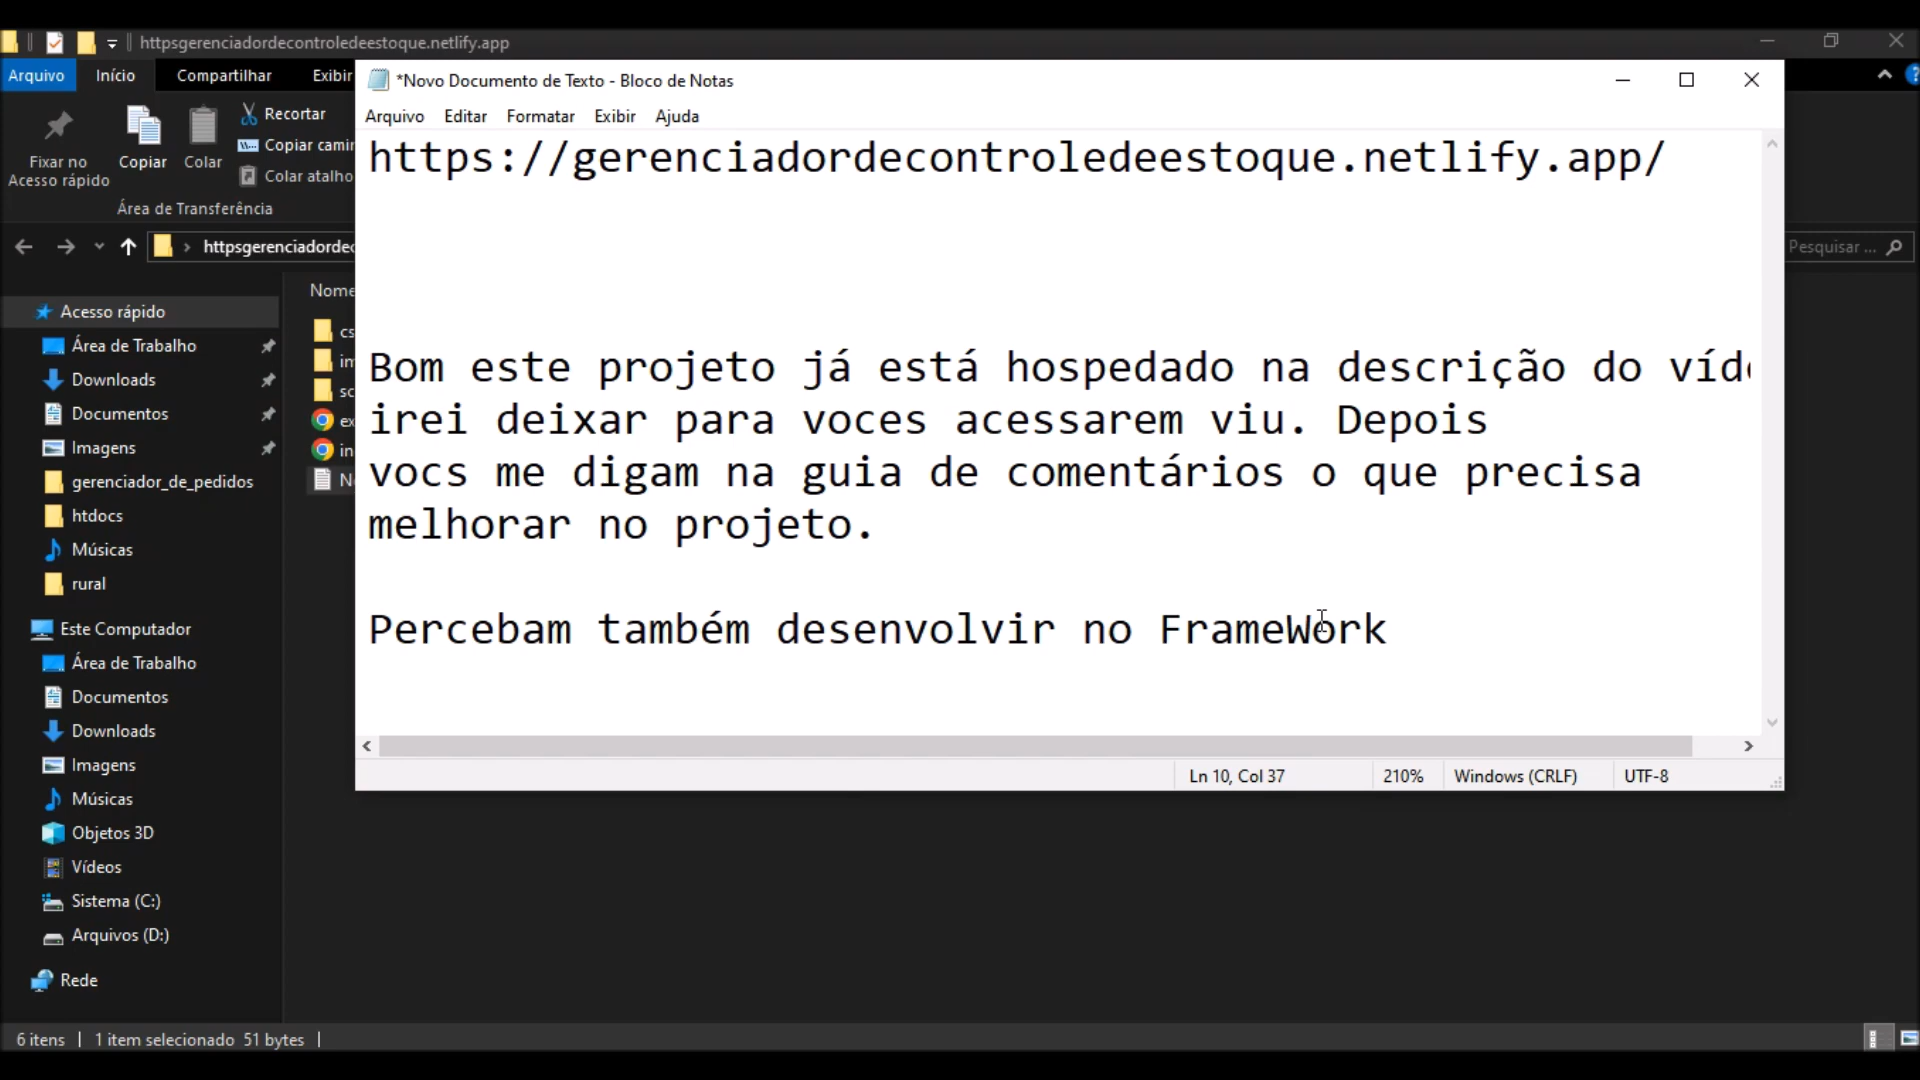 httpsgerenciadordecontroledeestoque.netlify.app
Arquivo
Início
Compartilhar
Exibir
*Novo Documento de Texto - Bloco de Notas
Arquivo Editar Formatar Exibir Ajuda
Fixar no
Acesso rápido
Copiar
Colar
Recortar
Copiar
Colar atalho
Área de Transferência
https://gerenciadordecontroledeestoque.netlify.app/
Bom este projeto já está hospedado na descrição do
irei deixar para voces acessarem viu. Depois
vocs me digam na guia de comentários o que precisa
melhorar no projeto.
Percebam também desenvolvir no FrameWork
Ln 10, Col 37
210%
Windows (CRLF)
UTF-8
Pesquisar ...
Acesso rápido
Área de Trabalho
Downloads
Documentos
Imagens
gerenciador_de_pedidos
htdocs
Músicas
rural
Este Computador
Área de Trabalho
Documentos
Downloads
Imagens
Músicas
Objetos 3D
Vídeos
Sistema (C:)
Arquivos (D:)
Rede
6 itens
1 item selecionado 51 bytes